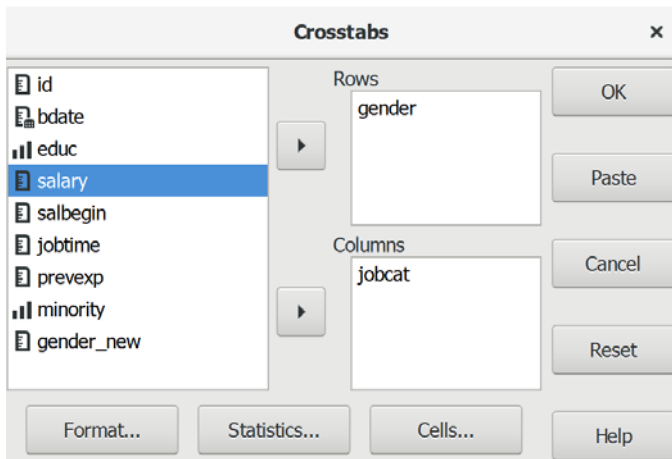 Crosstabs
id
bdate
educ
salary
salbegin
jobtime
prevexp
minority
gender_new
Rows
gender
Columns
jobcat
OK
Paste
Cancel
Reset
Help
Format...
Statistics...
Cells...